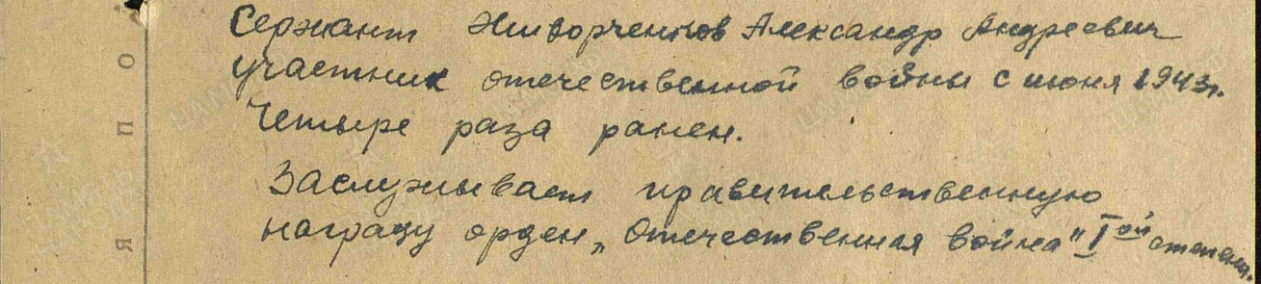 Сержант Живорченков Александр Андреевич
участник отечественной войны с июня 1943г.
Четыре раза ранен.
Заслуживает правительственную
награду орден „Отечественная война" I ой степени.